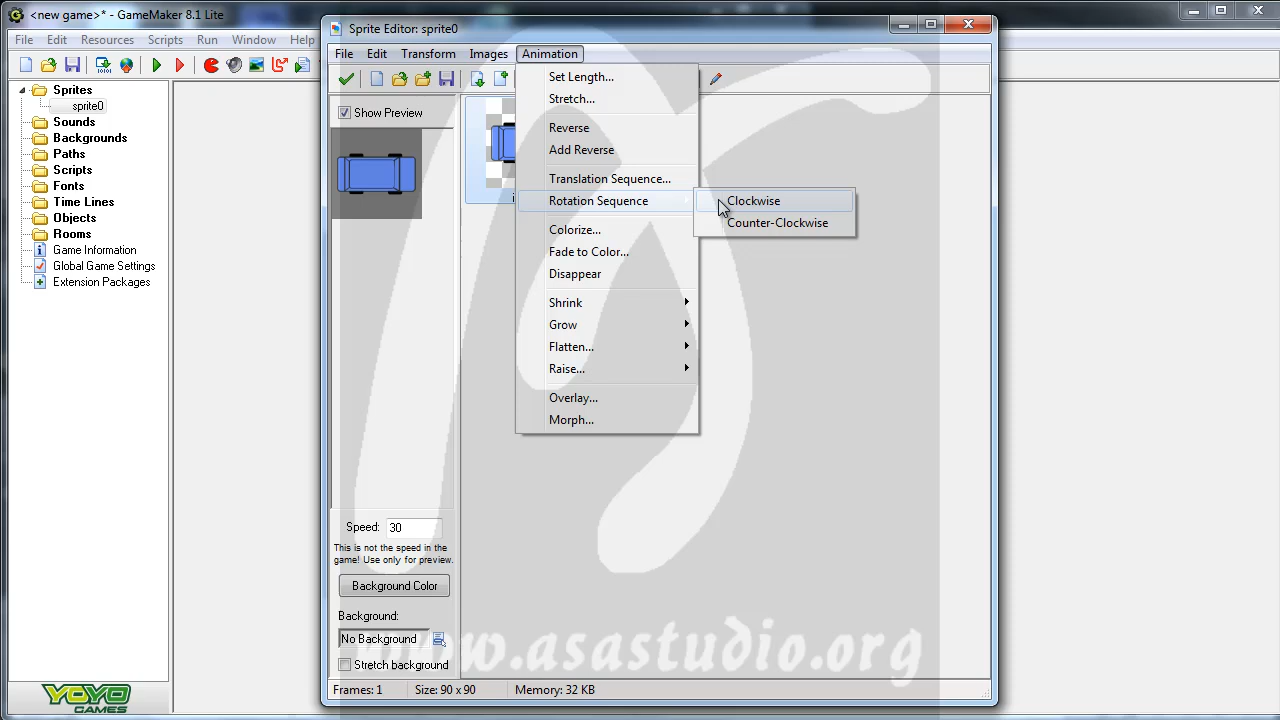 <new game>* - GameMaker 8.1 Lite
File Edit Resources Scripts Run Window Help
Sprites
sprite0
Sounds
Backgrounds
Paths
Scripts
Fonts
Time Lines
Objects
Rooms
Game Information
Global Game Settings
Extension Packages
YOYO
GAMES
Sprite Editor: sprite0
File Edit Transform Images Animation
Show Preview
Set Length...
Stretch...
Reverse
Add Reverse
Translation Sequence...
Rotation Sequence
Colorize...
Fade to Color...
Disappear
Shrink
Grow
Flatten...
Raise...
Overlay...
Morph...
Clockwise
Counter-Clockwise
Speed: 30
This is not the speed in the
game! Use only for preview.
Background Color
Background:
No Background
Stretch background
www.asastudio.org
Frames: 1 Size: 90 x 90 Memory: 32 KB